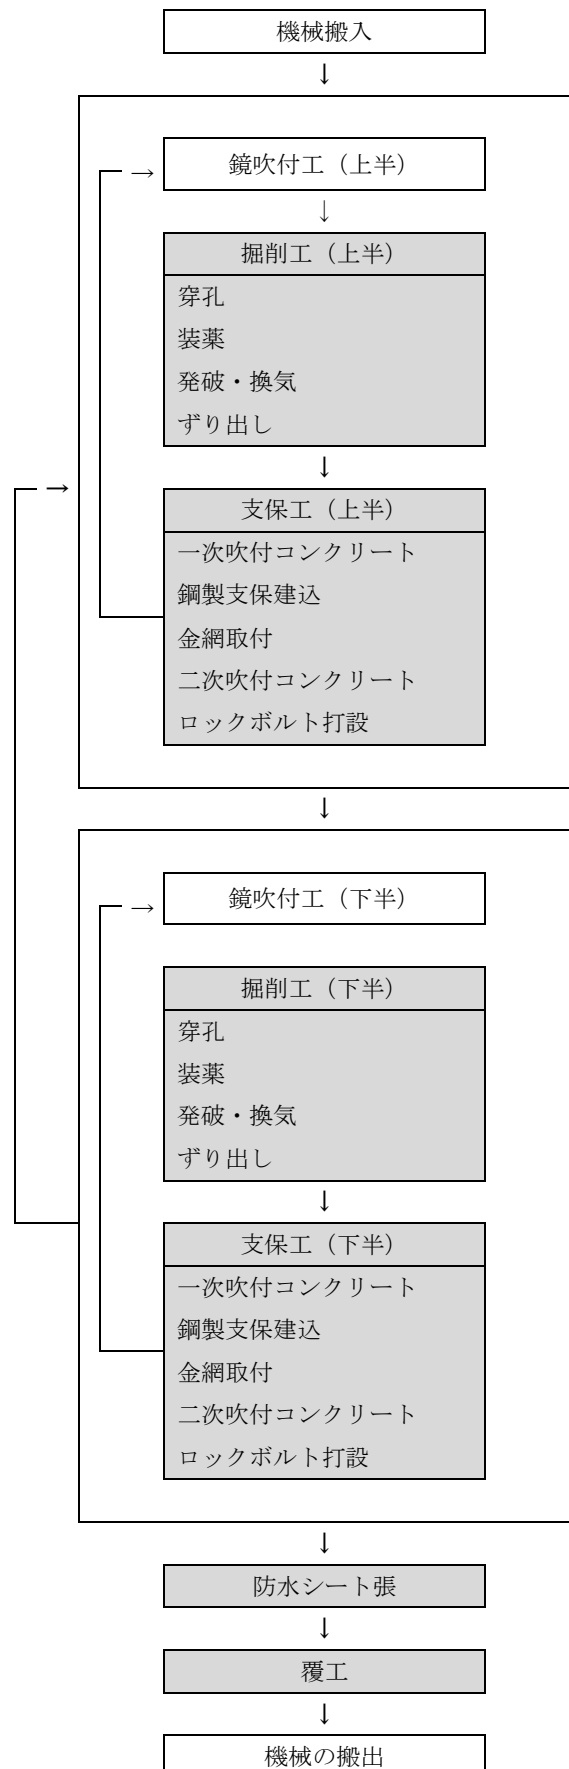 機械搬入
↓
→ 鏡吹付工（上半）
↓
掘削工（上半）
穿孔
装薬
発破・換気
ずり出し
↓
→
支保工（上半）
一次吹付コンクリート
鋼製支保建込
金網取付
二次吹付コンクリート
ロックボルト打設
↓
→ 鏡吹付工（下半）
掘削工（下半）
穿孔
装薬
発破・換気
ずり出し
↓
支保工（下半）
一次吹付コンクリート
鋼製支保建込
金網取付
二次吹付コンクリート
ロックボルト打設
↓
防水シート張
↓
覆工
↓
機械の搬出